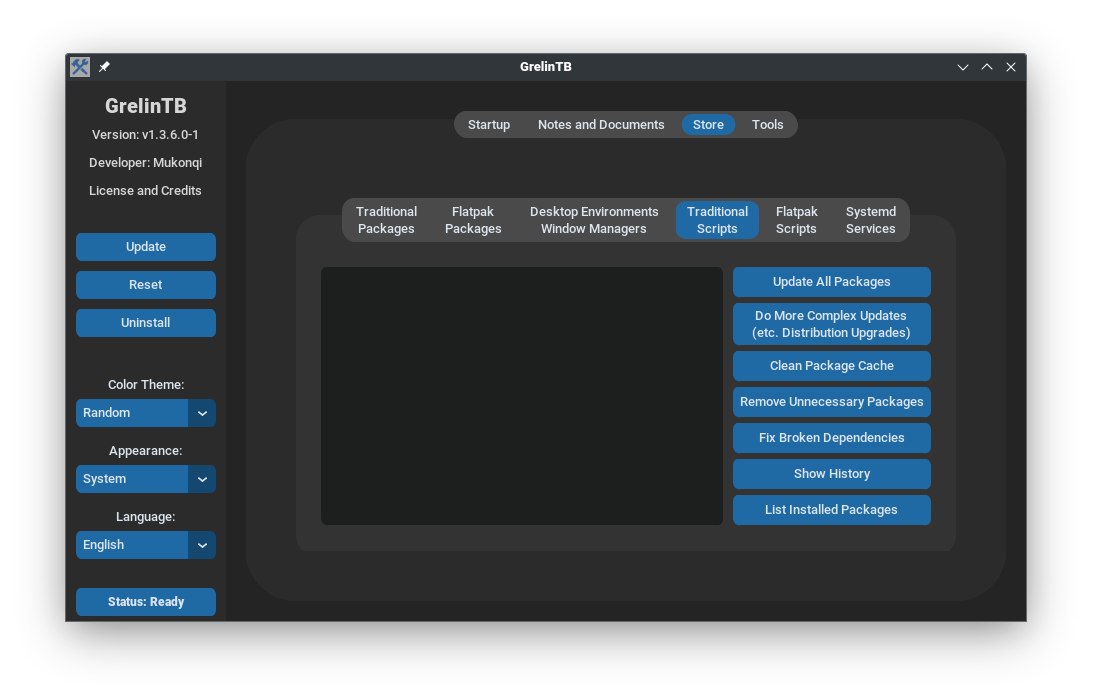 GrelinTB
GrelinTB
Version: v1.3.6.0-1
Developer: Mukonqi
License and Credits
Update
Reset
Uninstall
Color Theme:
Random
Appearance:
System
Language:
English
Status: Ready
Startup
Notes and Documents
Store
Tools
Traditional
Packages
Flatpak
Packages
Desktop Environments
Window Managers
Traditional
Scripts
Flatpak
Scripts
Systemd
Services
Update All Packages
Do More Complex Updates
(etc. Distribution Upgrades)
Clean Package Cache
Remove Unnecessary Packages
Fix Broken Dependencies
Show History
List Installed Packages